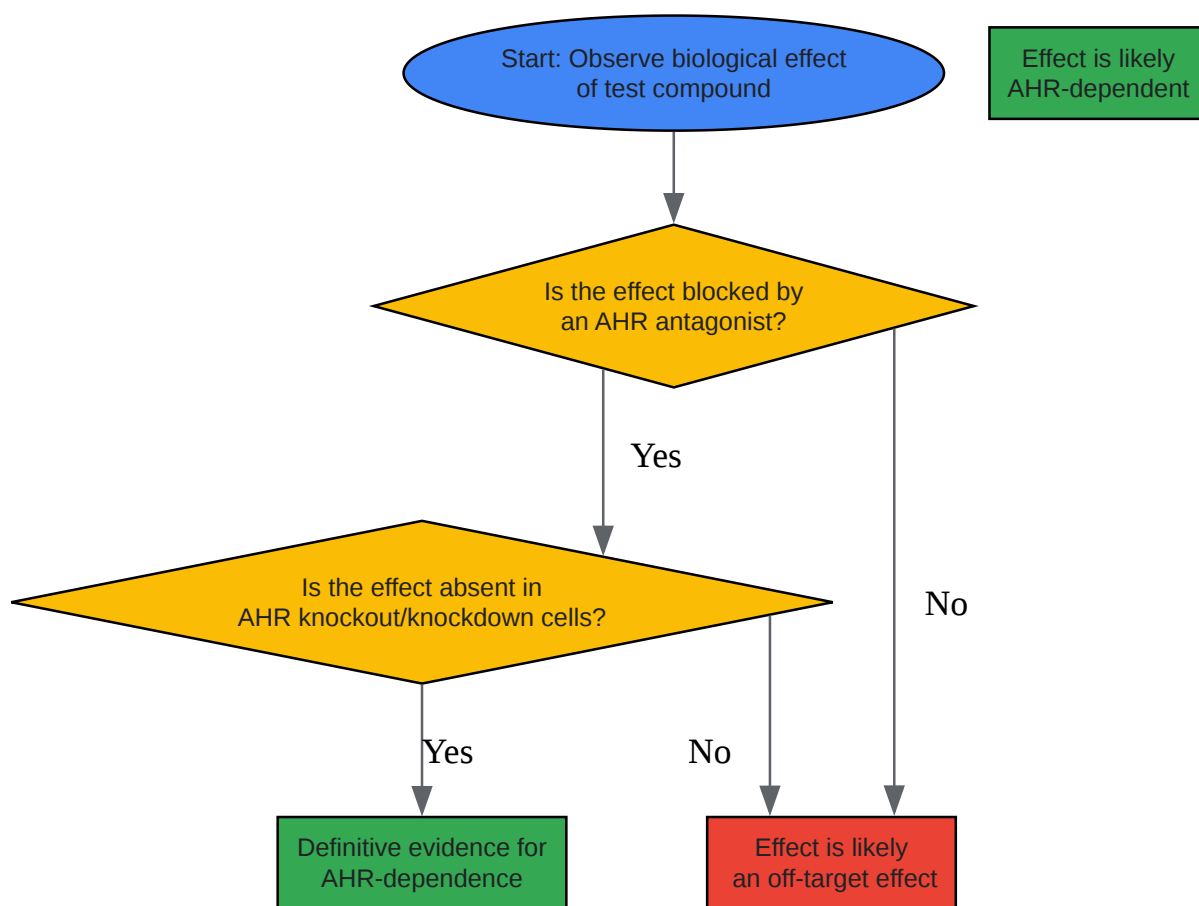 Start: Observe biological effect
of test compound
Effect is likely
AHR-dependent
Is the effect blocked by
an AHR antagonist?
Yes
No
Is the effect absent in
AHR knockout/knockdown cells?
Yes
No
Definitive evidence for
AHR-dependence
Effect is likely
an off-target effect